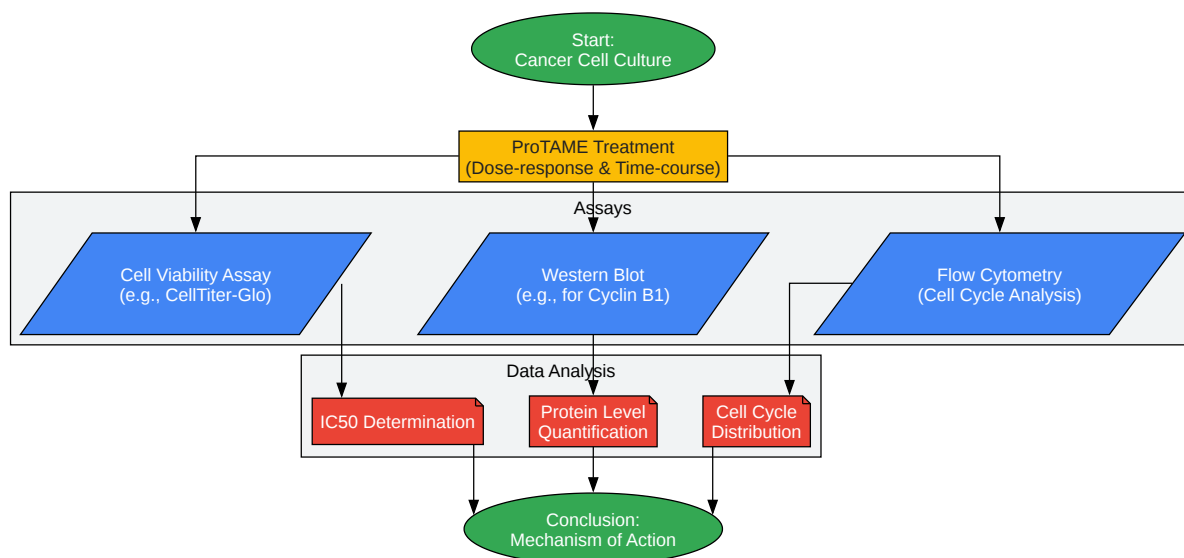 Start:
Cancer Cell Culture
ProTAME Treatment
(Dose-response & Time-course)
Assays
Cell Viability Assay
(e.g., CellTiter-Glo)
Western Blot
(e.g., for Cyclin B1)
Flow Cytometry
(Cell Cycle Analysis)
Data Analysis
IC50 Determination
Protein Level
Quantification
Cell Cycle
Distribution
Conclusion:
Mechanism of Action